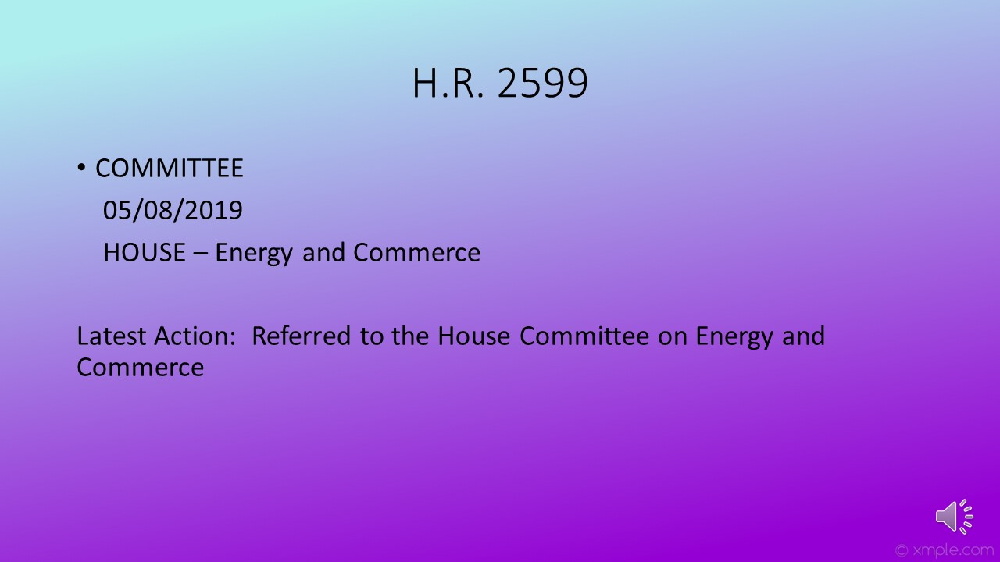 H.R. 2599
• COMMITTEE
05/08/2019
HOUSE – Energy and Commerce
Latest Action:  Referred to the House Committee on Energy and
Commerce
© xmple.com